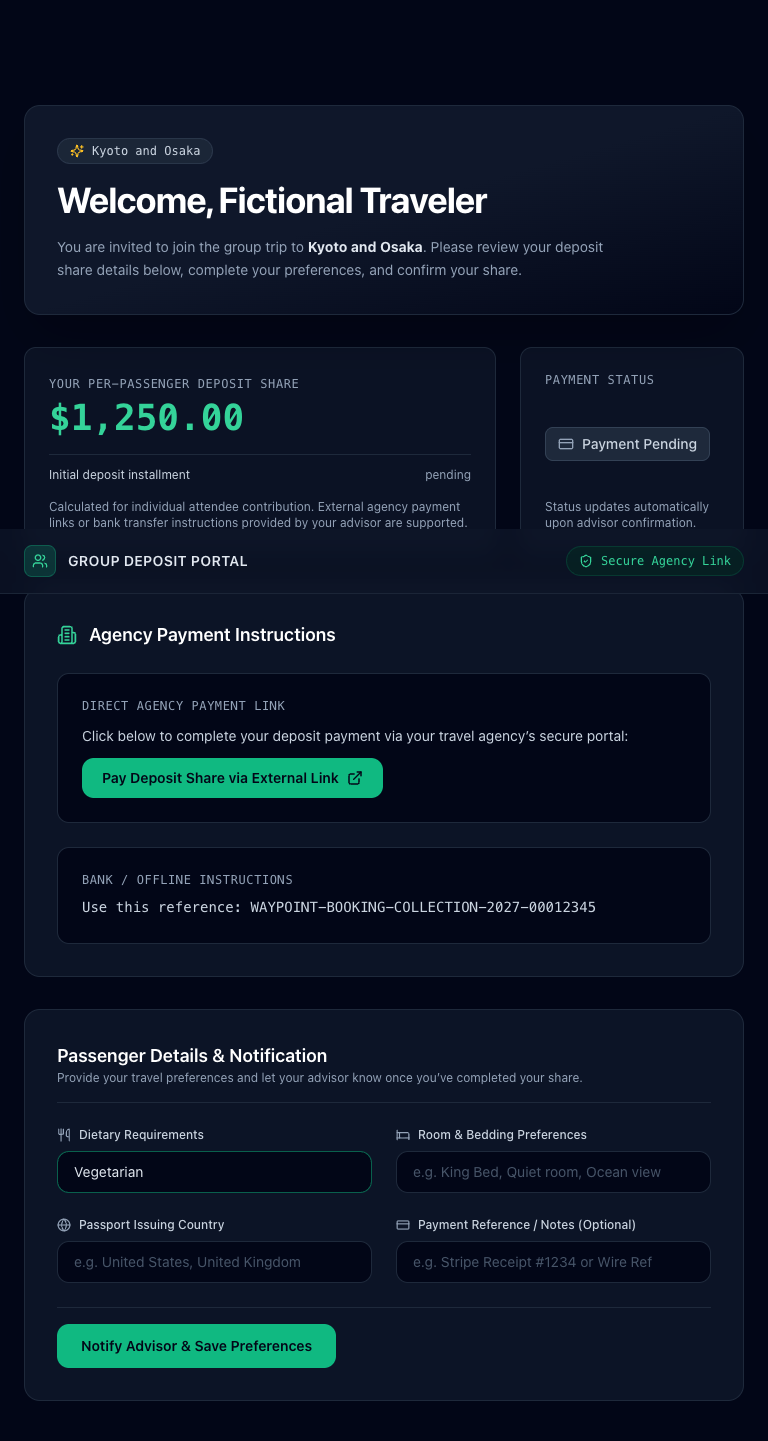 Kyoto and Osaka
Welcome, Fictional Traveler
You are invited to join the group trip to Kyoto and Osaka. Please review your deposit
share details below, complete your preferences, and confirm your share.
YOUR PER-PASSENGER DEPOSIT SHARE
$1,250.00
Initial deposit installment
pending
Calculated for individual attendee contribution. External agency payment
links or bank transfer instructions provided by your advisor are supported.
PAYMENT STATUS
Payment Pending
Status updates automatically
upon advisor confirmation.
GROUP DEPOSIT PORTAL
Secure Agency Link
Agency Payment Instructions
DIRECT AGENCY PAYMENT LINK
Click below to complete your deposit payment via your travel agency's secure portal:
Pay Deposit Share via External Link
BANK / OFFLINE INSTRUCTIONS
Use this reference: WAYPOINT-BOOKING-COLLECTION-2027-00012345
Passenger Details & Notification
Provide your travel preferences and let your advisor know once you've completed your share.
Dietary Requirements
Vegetarian
Room & Bedding Preferences
e.g. King Bed, Quiet room, Ocean view
Passport Issuing Country
e.g. United States, United Kingdom
Payment Reference / Notes (Optional)
e.g. Stripe Receipt #1234 or Wire Ref
Notify Advisor & Save Preferences